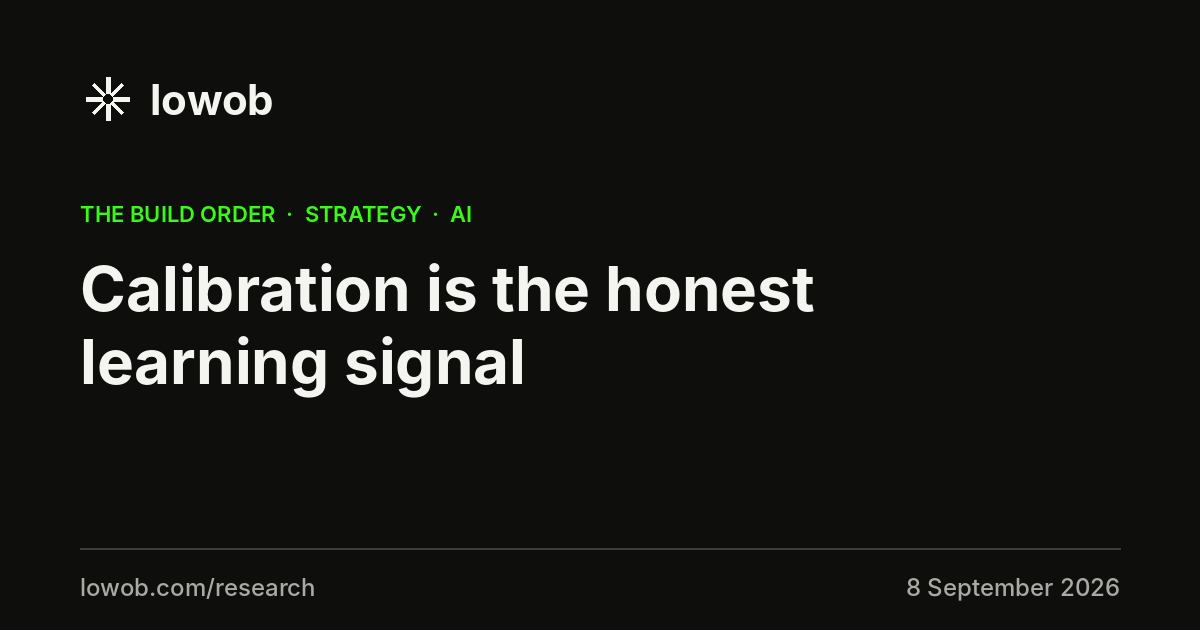 lowob
THE BUILD ORDER · STRATEGY · AI
Calibration is the honest
learning signal
lowob.com/research
8 September 2026